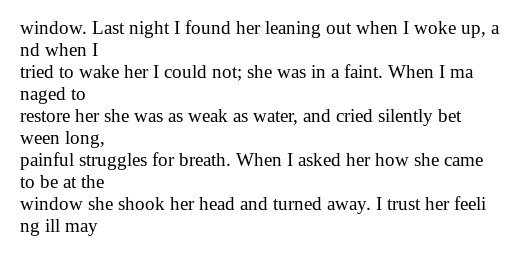 window. Last night I found her leaning out when I woke up, a
nd when I
tried to wake her I could not; she was in a faint. When I ma
naged to
restore her she was as weak as water, and cried silently bet
ween long,
painful struggles for breath. When I asked her how she came
to be at the
window she shook her head and turned away. I trust her feeli
ng ill may